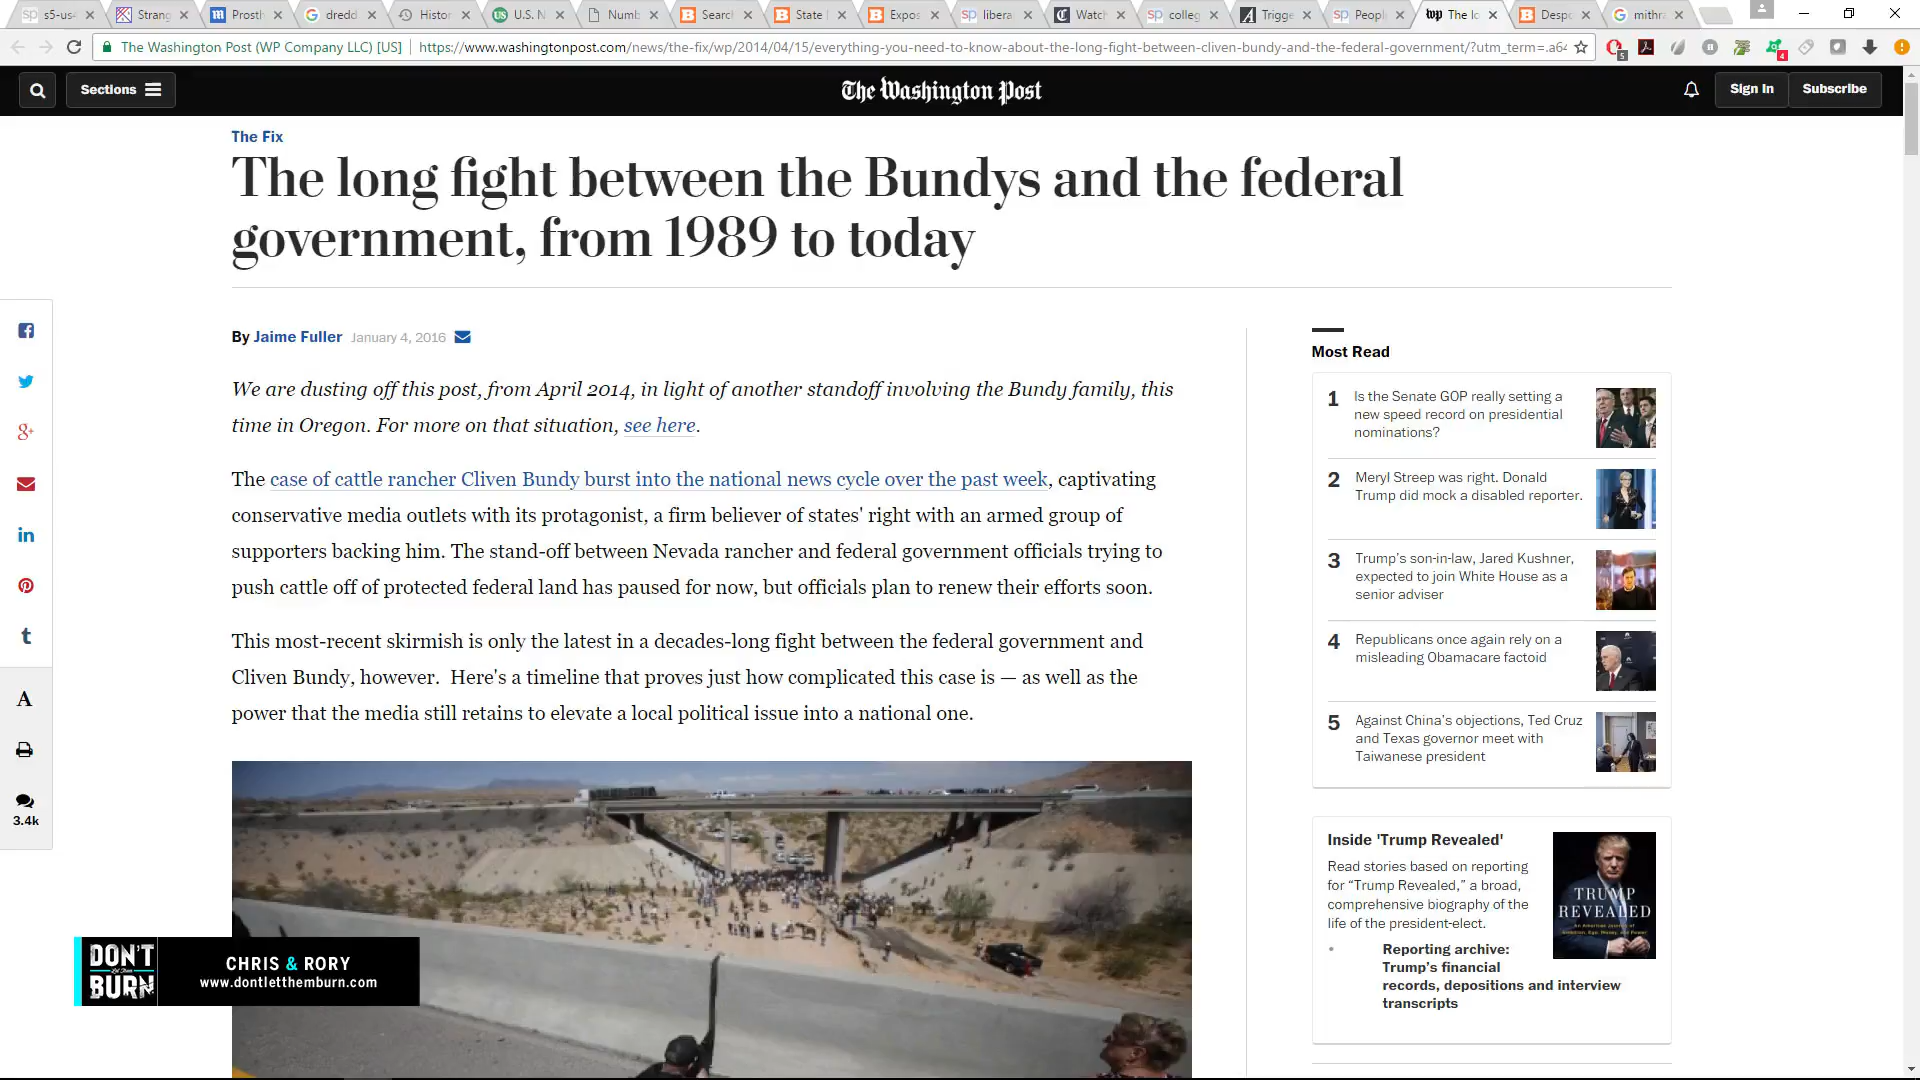 s5-us
Strang
Prosth
dredd
Histor
U.S. N
Numb
Search
State
Expos
libera
Watch
colleg
Trigge
Peopl
The lo
Despo
mithra
The Washington Post (WP Company LLC) [US]
https://www.washingtonpost.com/news/the-fix/wp/2014/04/15/everything-you-need-to-know-about-the-long-fight-between-cliven-bundy-and-the-federal-government/?utm_term=.a64
Sections
The Washington Post
Sign In
Subscribe
The Fix
The long fight between the Bundys and the federal
government, from 1989 to today
By Jaime Fuller January 4, 2016
We are dusting off this post, from April 2014, in light of another standoff involving the Bundy family, this
time in Oregon. For more on that situation, see here.
The case of cattle rancher Cliven Bundy burst into the national news cycle over the past week, captivating
conservative media outlets with its protagonist, a firm believer of states' right with an armed group of
supporters backing him. The stand-off between Nevada rancher and federal government officials trying to
push cattle off of protected federal land has paused for now, but officials plan to renew their efforts soon.
This most-recent skirmish is only the latest in a decades-long fight between the federal government and
Cliven Bundy, however. Here's a timeline that proves just how complicated this case is — as well as the
power that the media still retains to elevate a local political issue into a national one.
A
3.4k
Most Read
1 Is the Senate GOP really setting a
new speed record on presidential
nominations?
2 Meryl Streep was right. Donald
Trump did mock a disabled reporter.
3 Trump's son-in-law, Jared Kushner,
expected to join White House as a
senior adviser
4 Republicans once again rely on a
misleading Obamacare factoid
5 Against China's objections, Ted Cruz
and Texas governor meet with
Taiwanese president
Inside 'Trump Revealed'
Read stories based on reporting
for “Trump Revealed,” a broad,
comprehensive biography of the
life of the president-elect.
• Reporting archive:
Trump's financial
records, depositions and interview
transcripts
TRUMP
REVEALED
DON'T
Let Them
BURN
CHRIS & RORY
www.dontletthemburn.com